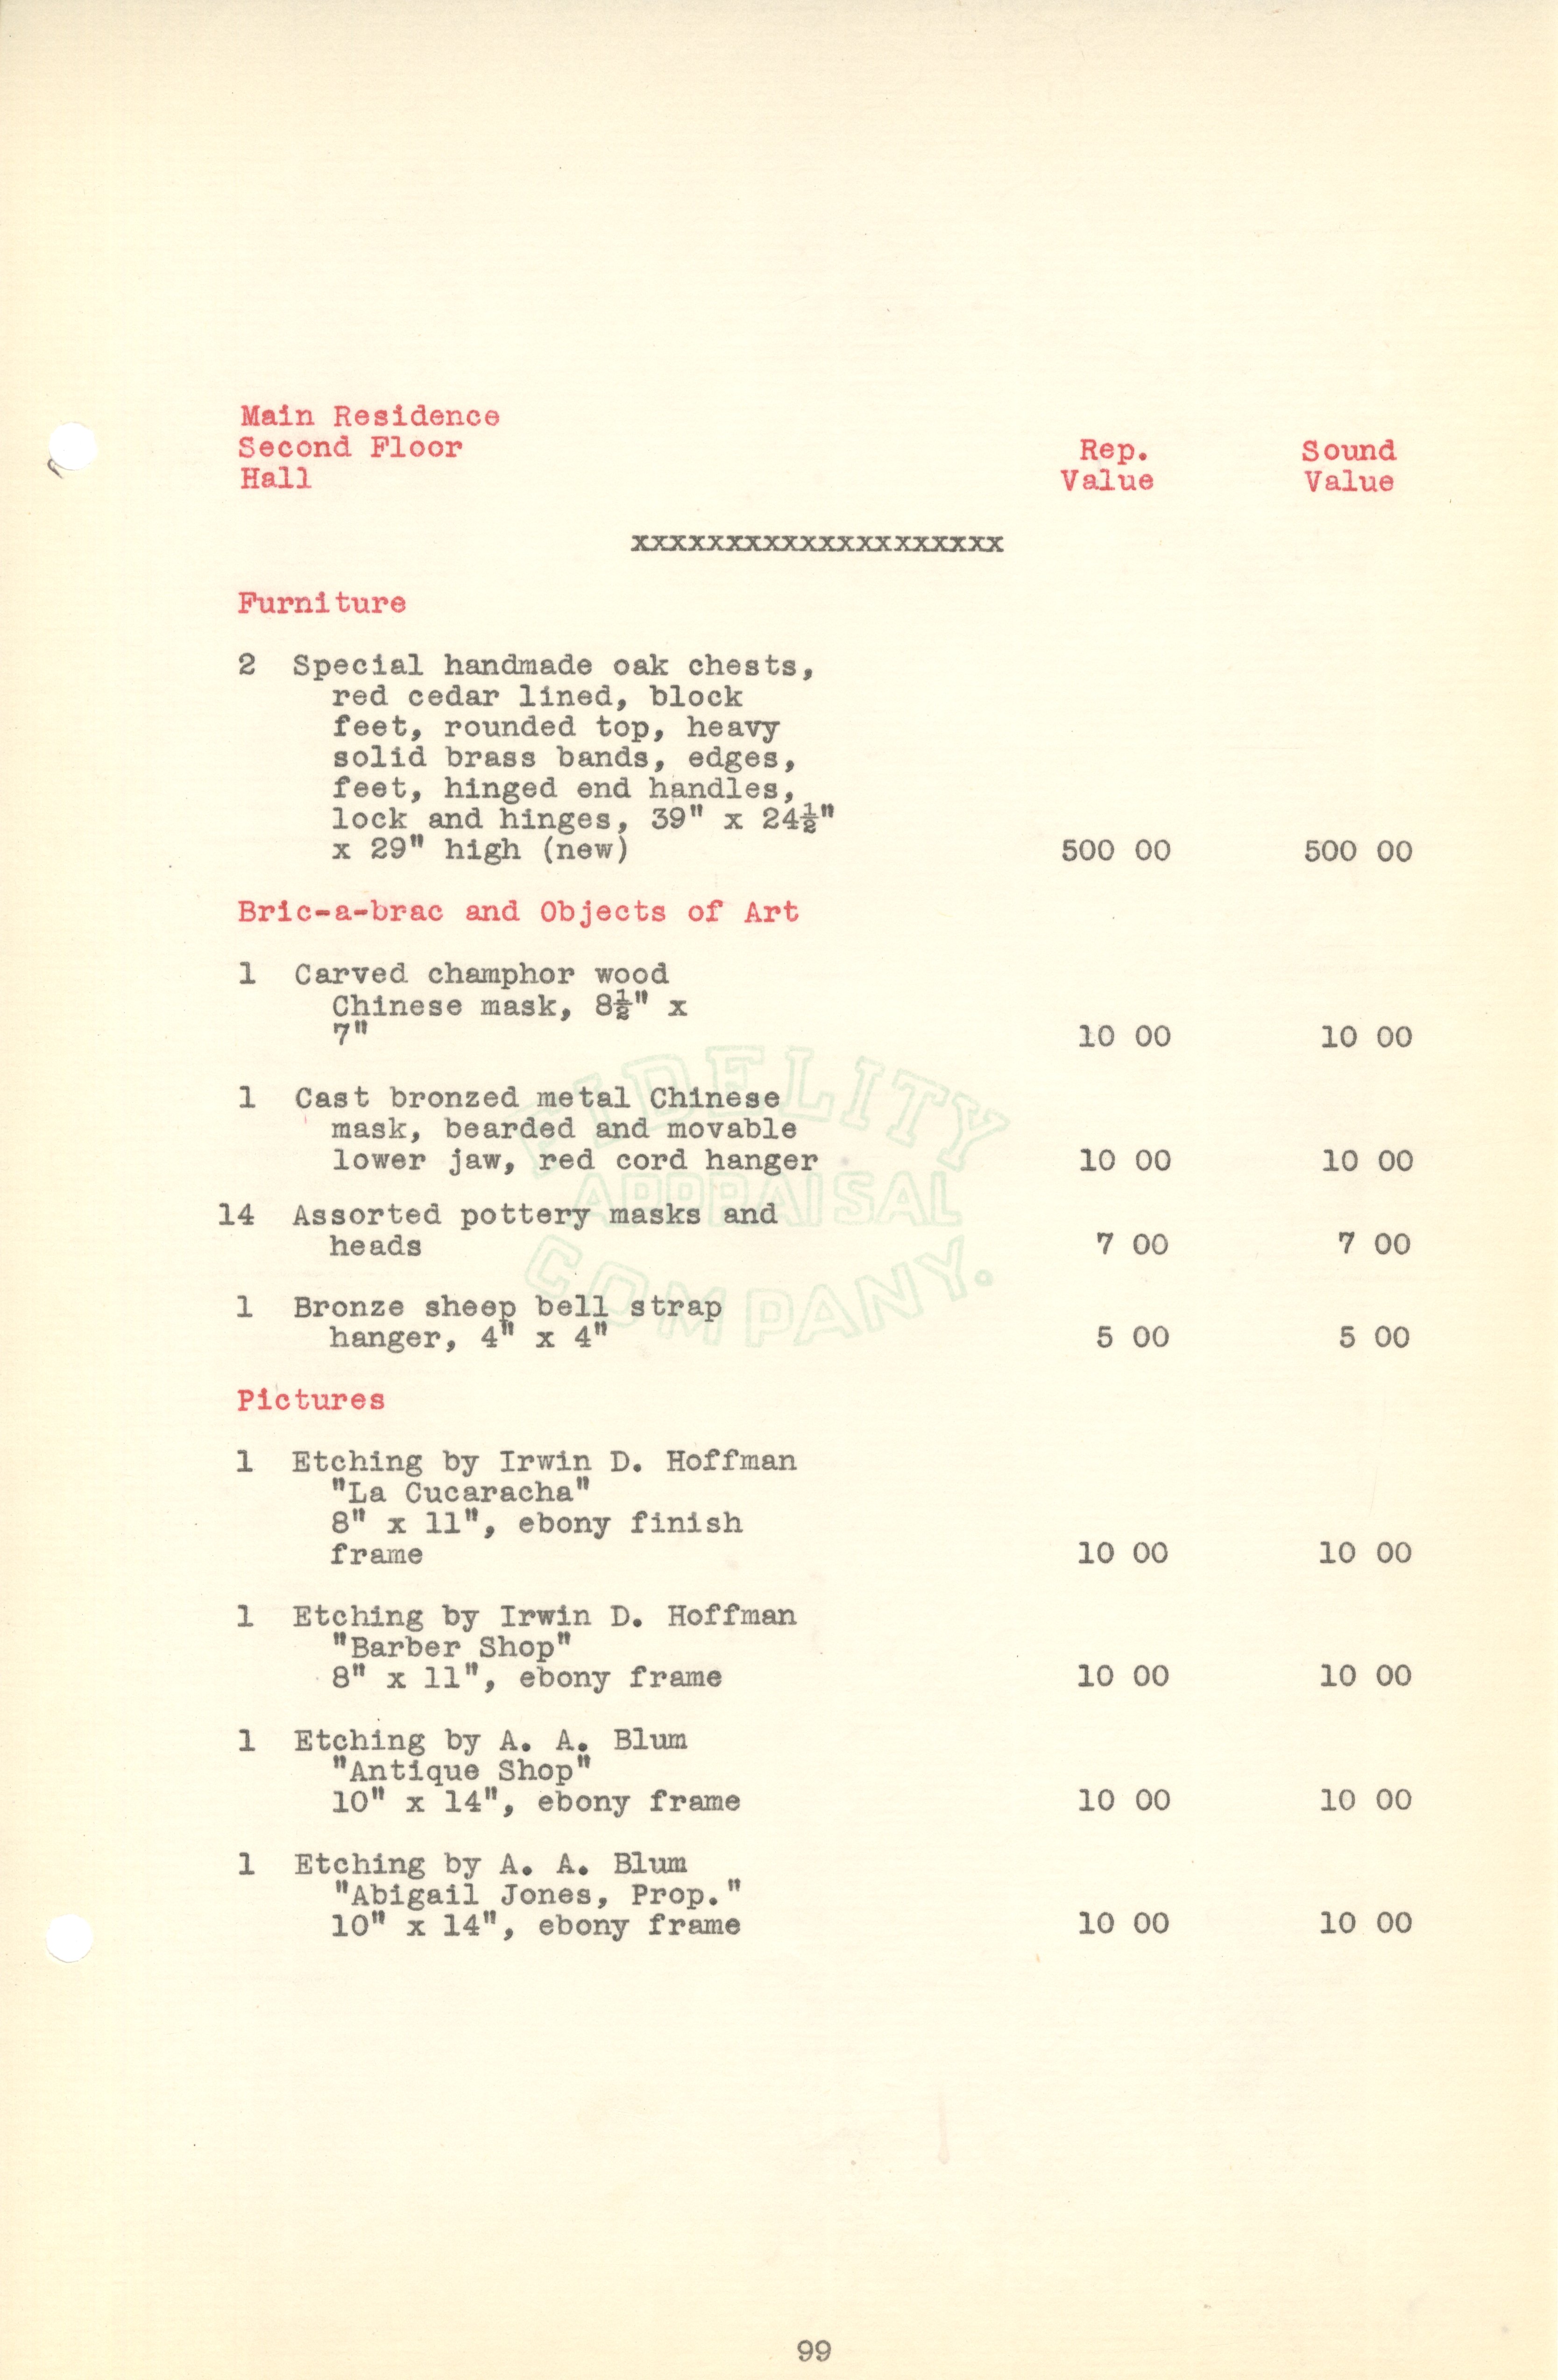 Main Residence
Second Floor
Hall
Rep. Value
Sound Value
xxxxxxxxxxxxxxxxxxxx
Furniture
2 Special handmade oak chests,
red cedar lined, block
feet, rounded top, heavy
solid brass bands, edges,
feet, hinged end handles,
lock and hinges, 39" x 24½"
x 29" high (new) 500 00 500 00
Bric-a-brac and Objects of Art
1 Carved champhor wood
Chinese mask, 8½" x
7" 10 00 10 00
1 Cast bronzed metal Chinese
mask, bearded and movable
lower jaw, red cord hanger 10 00 10 00
14 Assorted pottery masks and
heads 7 00 7 00
1 Bronze sheep bell strap
hanger, 4" x 4" 5 00 5 00
FIDELITY
APPRAISAL
COMPANY.
Pictures
1 Etching by Irwin D. Hoffman
"La Cucaracha"
8" x 11", ebony finish
frame 10 00 10 00
1 Etching by Irwin D. Hoffman
"Barber Shop"
8" x 11", ebony frame 10 00 10 00
1 Etching by A. A. Blum
"Antique Shop"
10" x 14", ebony frame 10 00 10 00
1 Etching by A. A. Blum
"Abigail Jones, Prop."
10" x 14", ebony frame 10 00 10 00
99